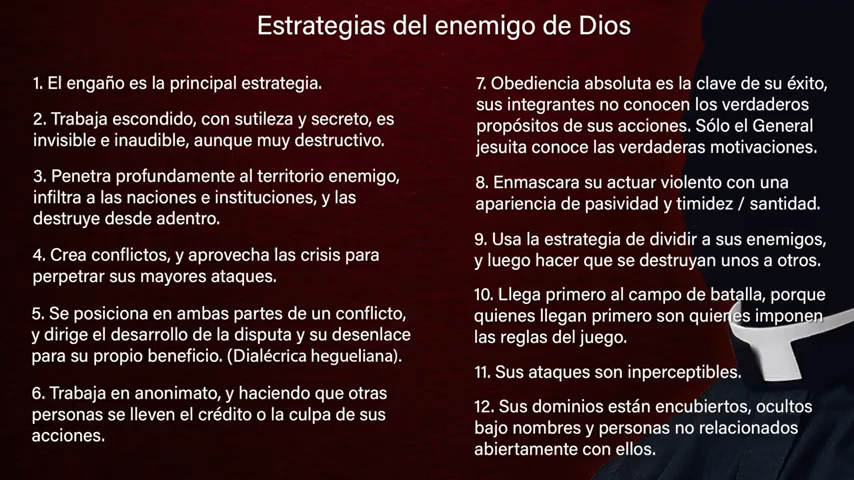 Estrategias del enemigo de Dios
1. El engaño es la principal estrategia.
2. Trabaja escondido, con sutileza y secreto, es
invisible e inaudible, aunque muy destructivo.
3. Penetra profundamente al territorio enemigo,
infiltra a las naciones e instituciones, y las
destruye desde adentro.
4. Crea conflictos, y aprovecha las crisis para
perpetrar sus mayores ataques.
5. Se posiciona en ambas partes de un conflicto,
y dirige el desarrollo de la disputa y su desenlace
para su propio beneficio. (Dialécrica hegueliana).
6. Trabaja en anonimato, y haciendo que otras
personas se lleven el crédito o la culpa de sus
acciones.
7. Obediencia absoluta es la clave de su éxito,
sus integrantes no conocen los verdaderos
propósitos de sus acciones. Sólo el General
jesuita conoce las verdaderas motivaciones.
8. Enmascara su actuar violento con una
apariencia de pasividad y timidez / santidad.
9. Usa la estrategia de dividir a sus enemigos,
y luego hacer que se destruyan unos a otros.
10. Llega primero al campo de batalla, porque
quienes llegan primero son quienes imponen
las reglas del juego.
11. Sus ataques son inperceptibles.
12. Sus dominios están encubiertos, ocultos
bajo nombres y personas no relacionados
abiertamente con ellos.